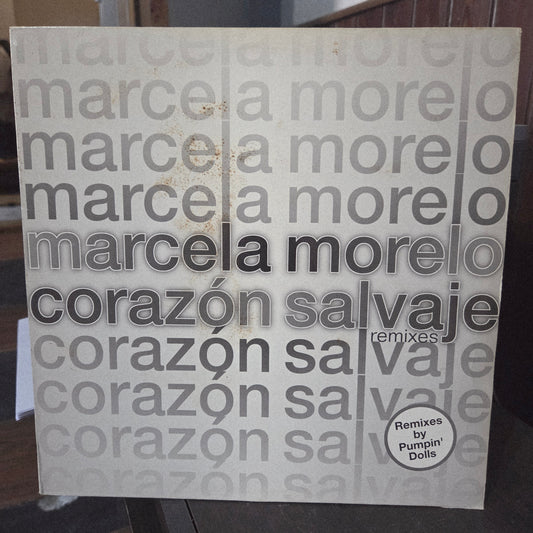 marcela morelo
marcela morelo
marcela morelo
marcela morelo
marcela morelo
corazón salvaje
remixes
corazón salvaje
corazón salvaje
corazón salv
corazón salvaje
Remixes
by
Pumpin'
Dolls